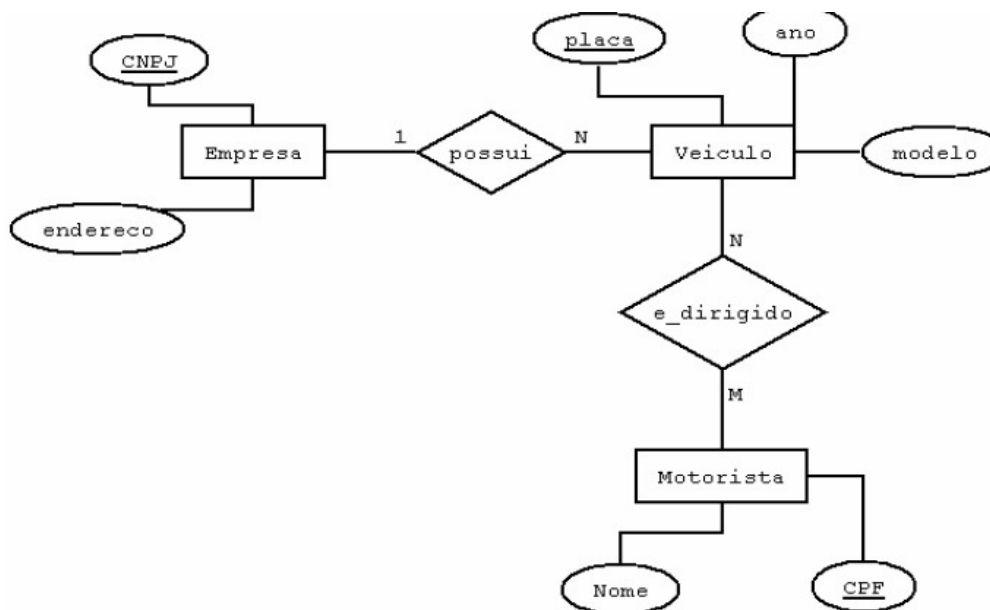 ano
placa
CNPJ
1
N
Empresa
possui
Veiculo
modelo
endereco
N
e_dirigido
M
Motorista
Nome
CPF